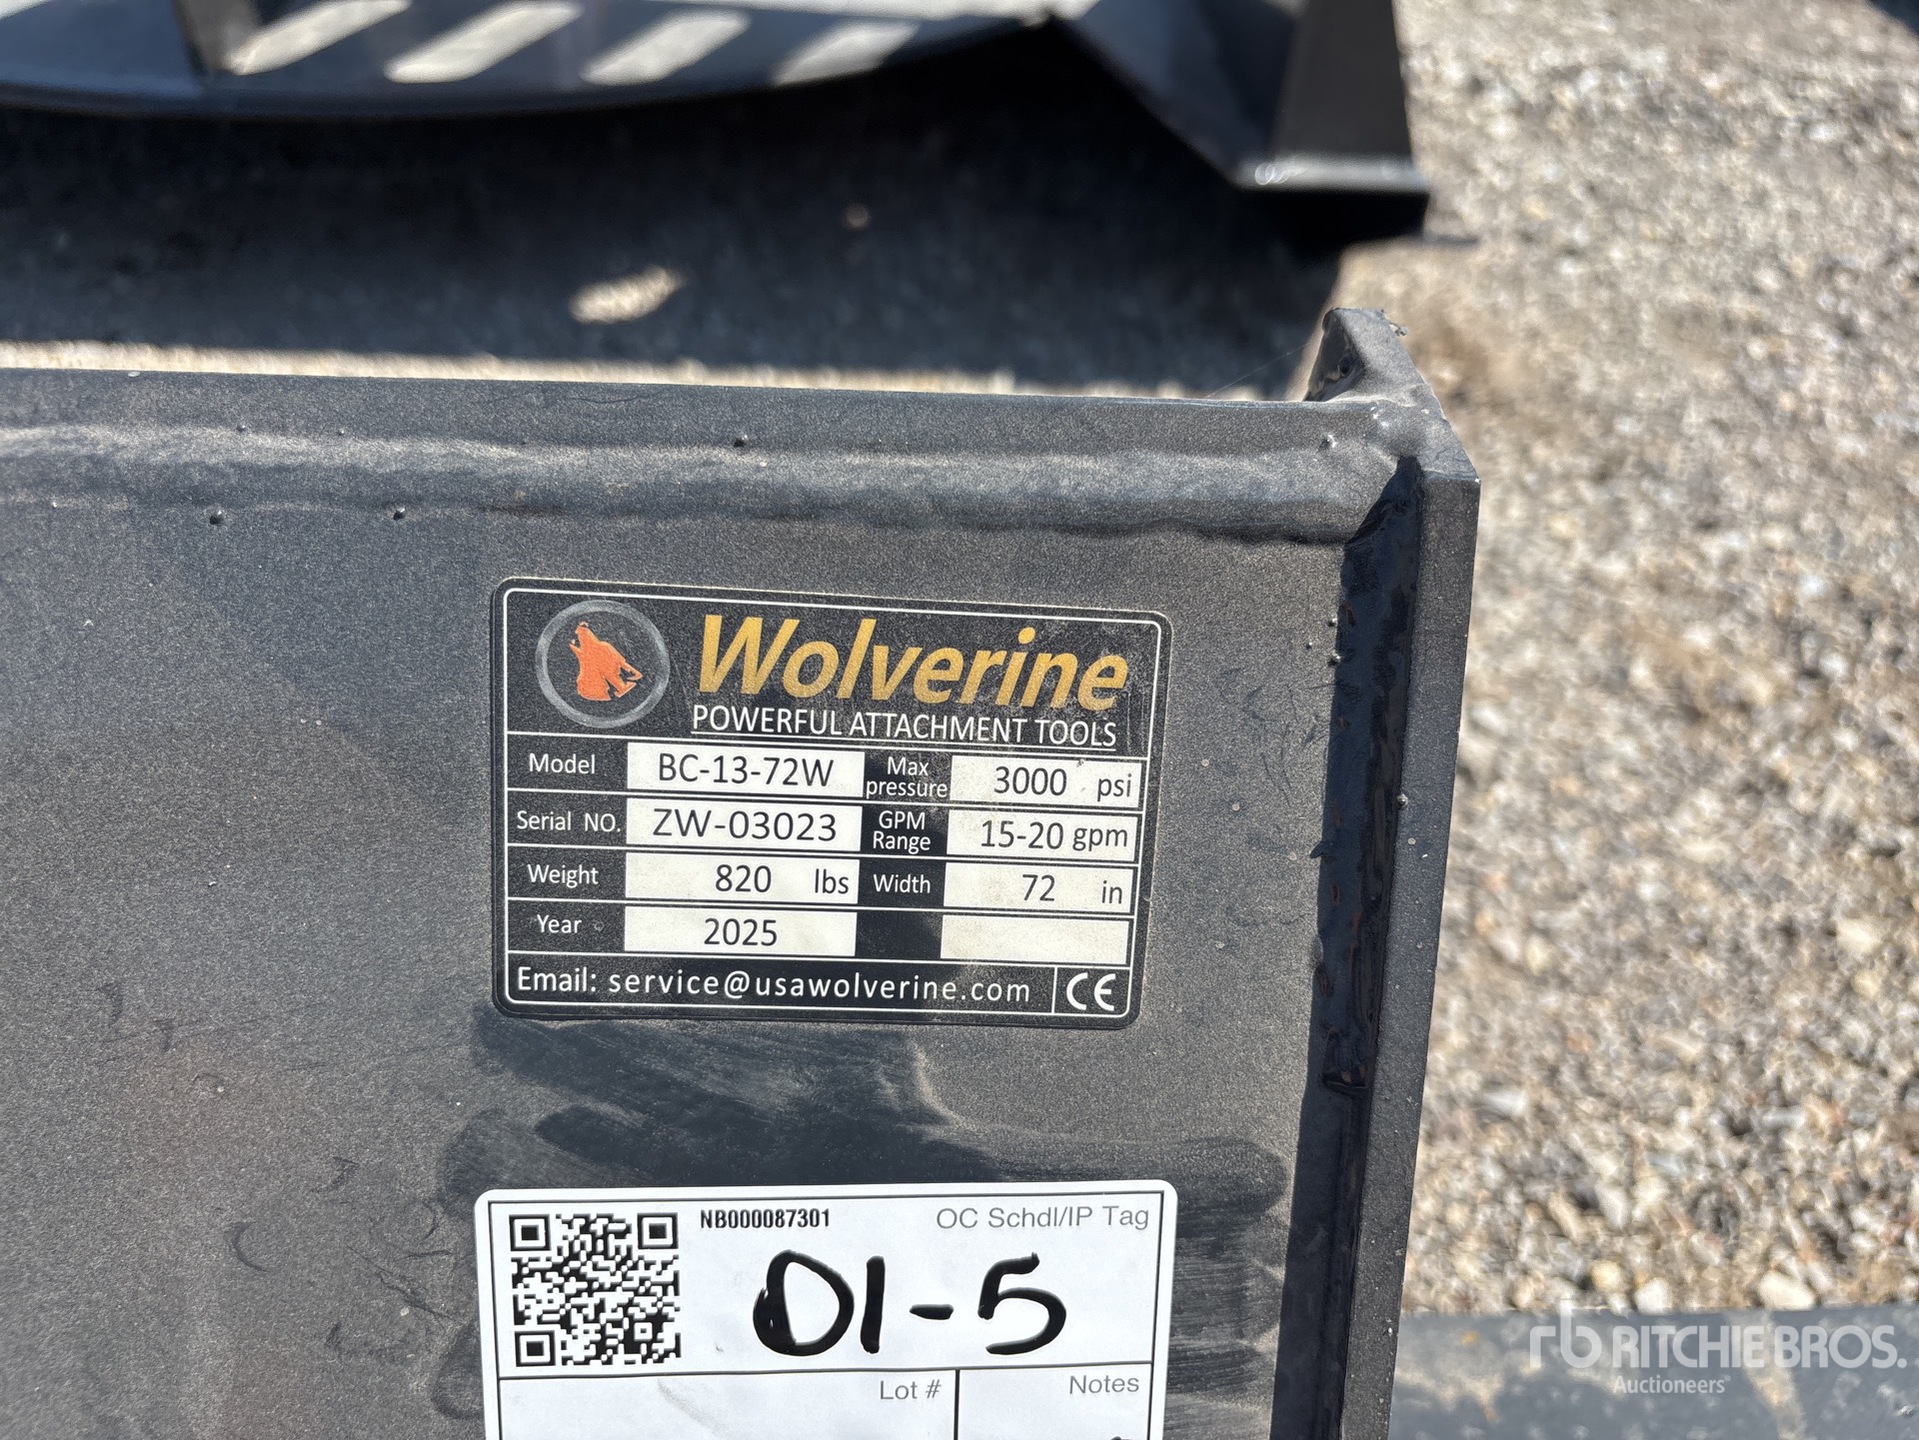 Wolverine
POWERFUL ATTACHMENT TOOLS
Model BC-13-72W Max pressure 3000 psi
Serial NO. ZW-03023 GPM Range 15-20 gpm
Weight 820 lbs Width 72 in
Year 2025
Email: service@usawolverine.com CE
NB000087301 OC Schdl/IP Tag
01-5
Lot # Notes
rb RITCHIE BROS.
Auctioneers